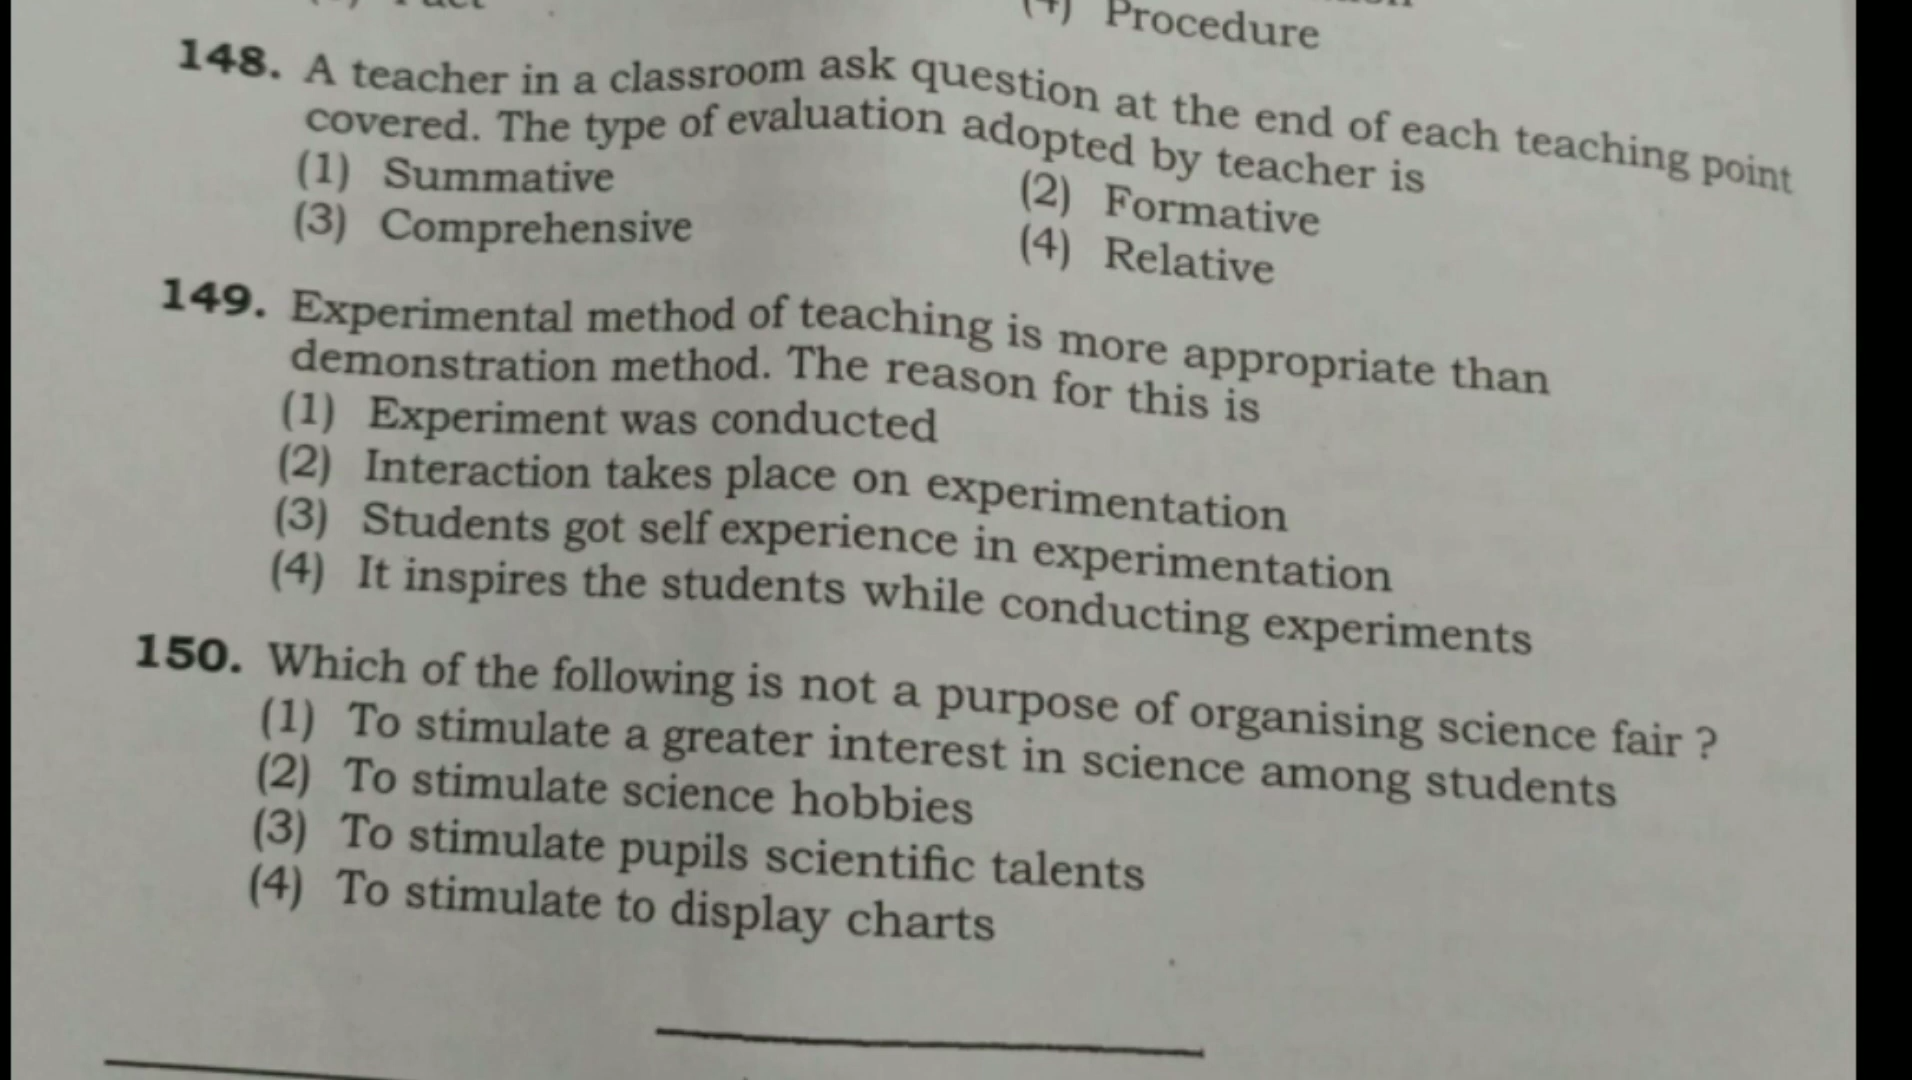 (4) Procedure
148. A teacher in a classroom ask question at the end of each teaching point
covered. The type of evaluation adopted by teacher is
(1) Summative
(2) Formative
(3) Comprehensive
(4) Relative
149. Experimental method of teaching is more appropriate than
demonstration method. The reason for this is
(1) Experiment was conducted
(2) Interaction takes place on experimentation
(3) Students got self experience in experimentation
(4) It inspires the students while conducting experiments
150. Which of the following is not a purpose of organising science fair ?
(1) To stimulate a greater interest in science among students
(2) To stimulate science hobbies
(3) To stimulate pupils scientific talents
(4) To stimulate to display charts